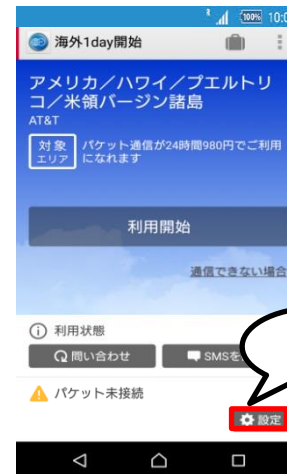 100% 10:0
海外1day開始
アメリカ／ハワイ／プエルトリ
コ／米領バージン諸島
AT&T
対象
エリア
パケット通信が24時間980円でご利用
になれます
利用開始
通信できない場合
利用状態
問い合わせ
SMSを
パケット未接続
設定